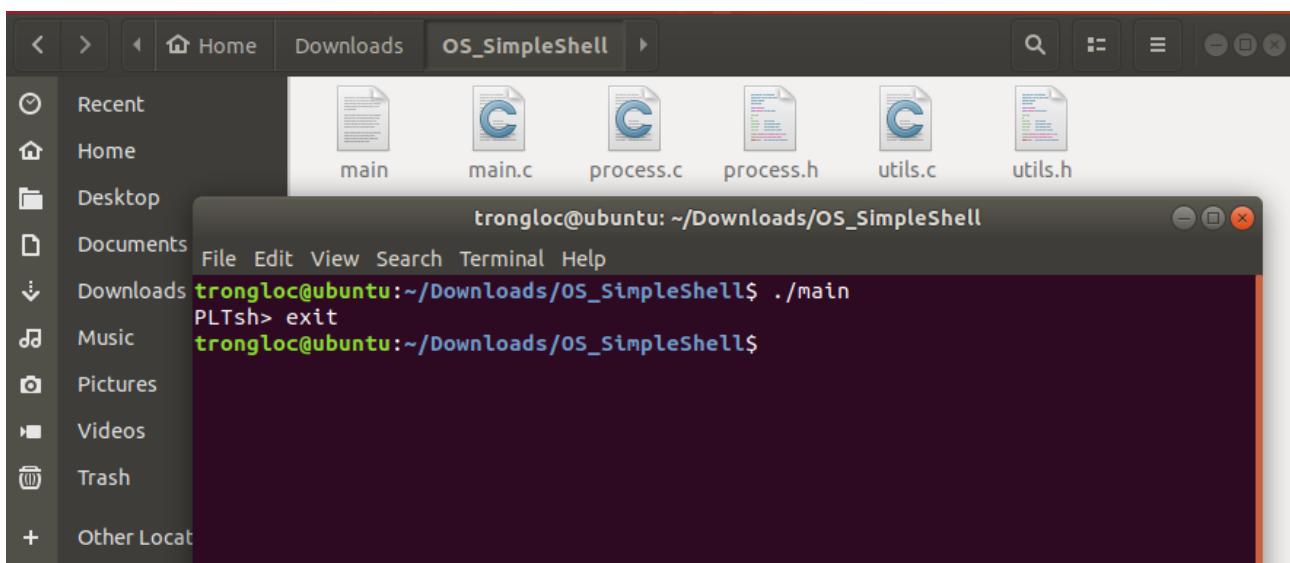 Home Downloads OS_SimpleShell
Recent
Home
Desktop
Documents
Downloads
Music
Pictures
Videos
Trash
Other Locat
main main.c process.c process.h utils.c utils.h
trongloc@ubuntu: ~/Downloads/OS_SimpleShell
File Edit View Search Terminal Help
trongloc@ubuntu:~/Downloads/OS_SimpleShell$ ./main
PLTsh> exit
trongloc@ubuntu:~/Downloads/OS_SimpleShell$